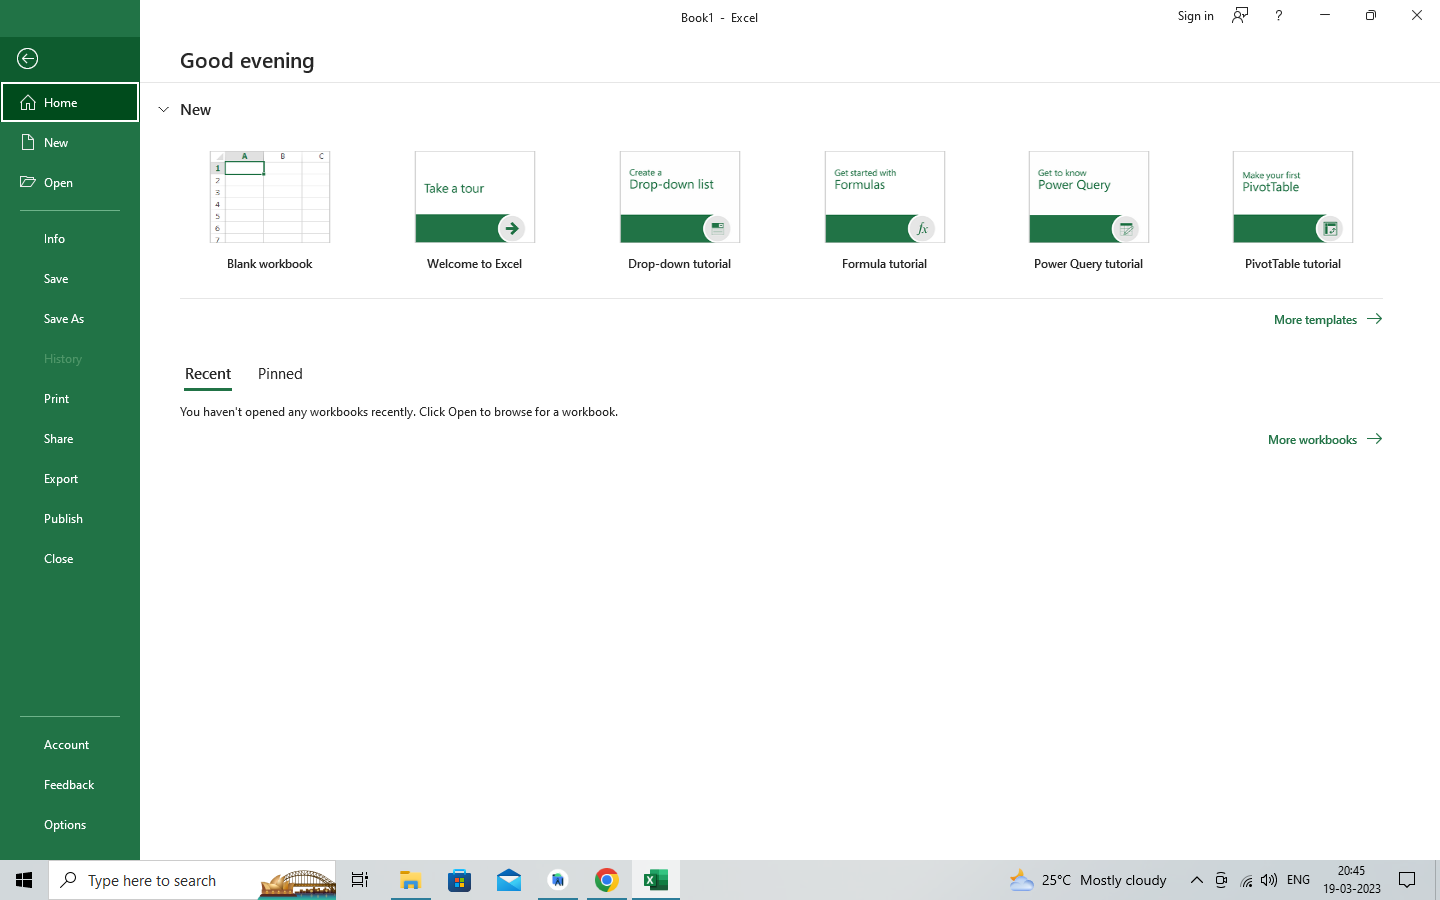 Book1 - Excel
Sign in
?
Good evening
Home
New
Open
Info
Save
Save As
History
Print
Share
Export
Publish
Close
Account
Feedback
Options
New
A B C
1
2
3
4
5
6
7
Blank workbook
Take a tour
Welcome to Excel
Create a
Drop-down list
Drop-down tutorial
Get started with
Formulas
fx
Formula tutorial
Get to know
Power Query
Power Query tutorial
Make your first
PivotTable
PivotTable tutorial
More templates
Recent Pinned
You haven't opened any workbooks recently. Click Open to browse for a workbook.
More workbooks
Type here to search
AI
25°C Mostly cloudy
ENG
20:45
19-03-2023